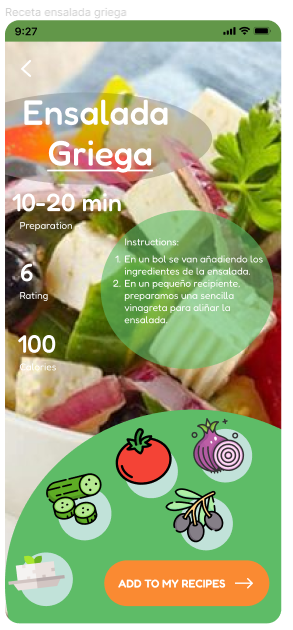 Receta ensalada griega
9:27
Ensalada
Griega
10-20 min
Preparation
6
Rating
100
Calories
Instructions:
1. En un bol se van añadiendo los
ingredientes de la ensalada.
2. En un pequeño recipiente,
preparamos una sencilla
vinagreta para aliñar la
ensalada.
ADD TO MY RECIPES